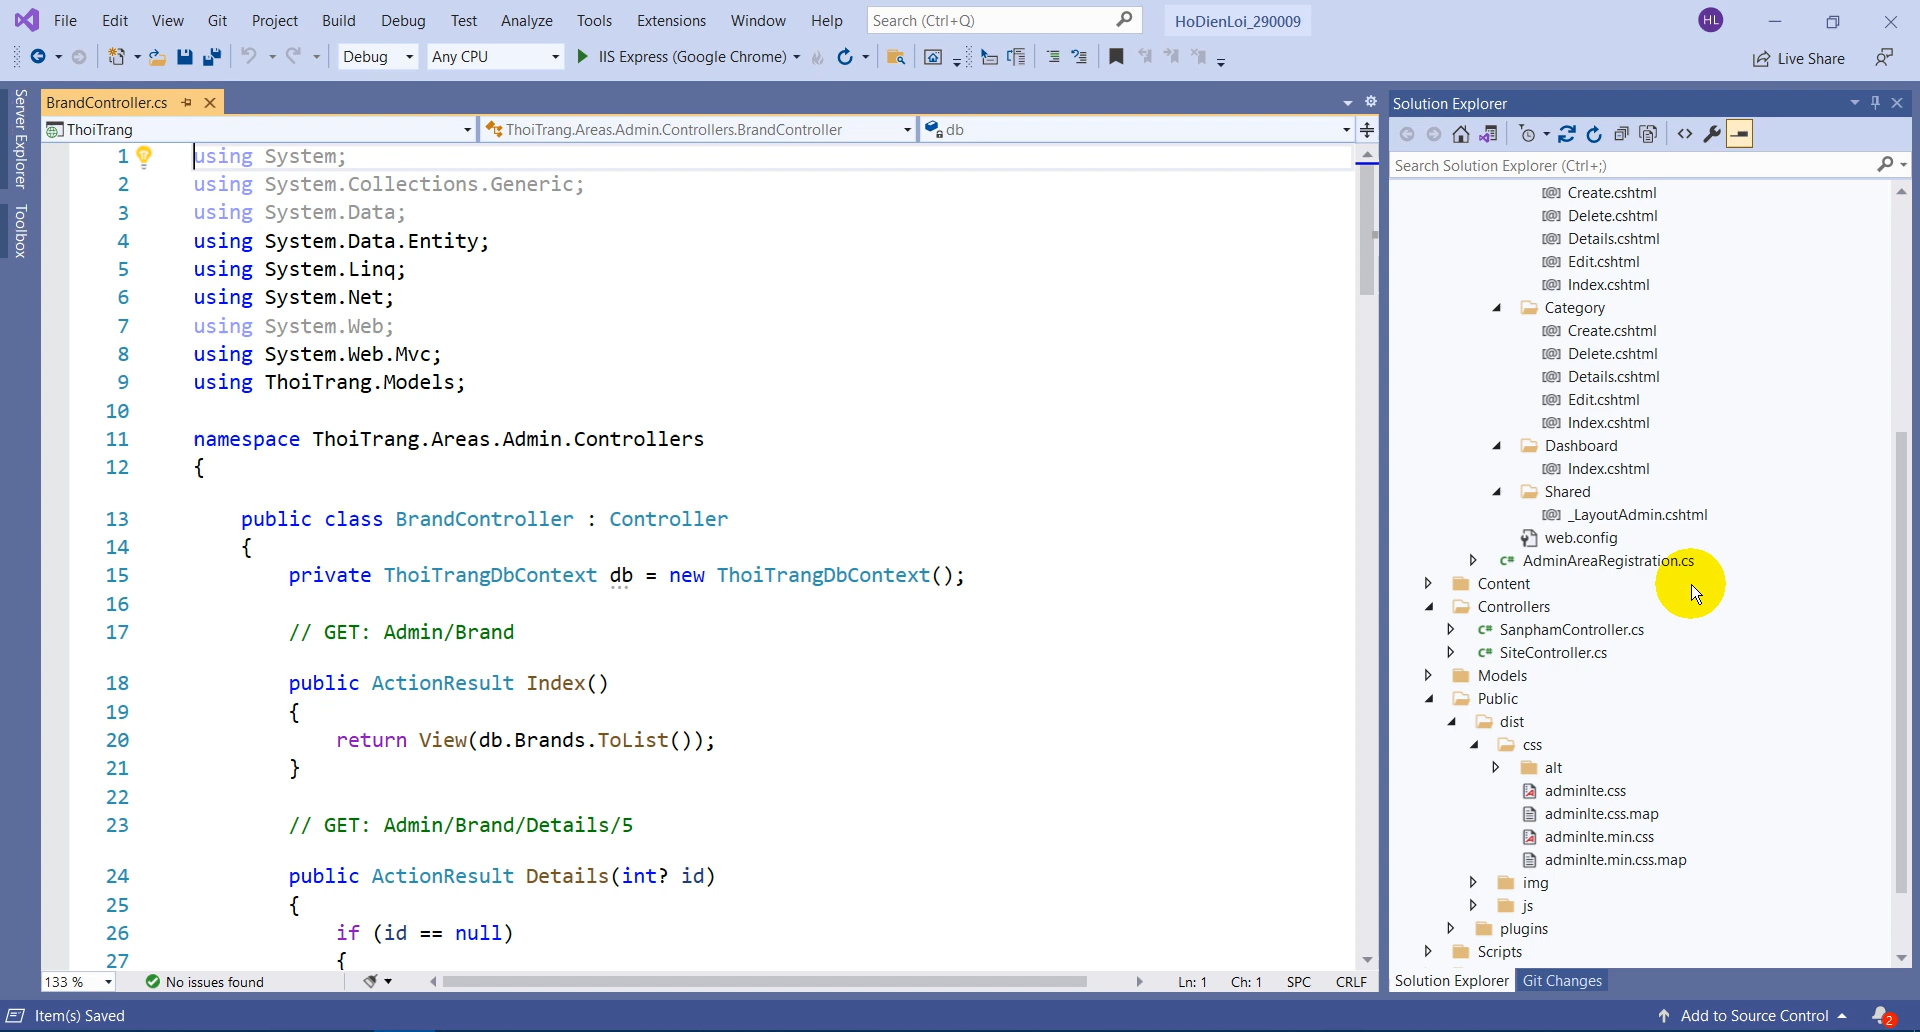 File Edit View Git Project Build Debug Test Analyze Tools Extensions Window Help Search (Ctrl+Q) HoDienLoi_290009 HL
Debug Any CPU IIS Express (Google Chrome) Live Share
Server Explorer
Toolbox
BrandController.cs
ThoiTrang ThoiTrang.Areas.Admin.Controllers.BrandController db
1 using System;
2 using System.Collections.Generic;
3 using System.Data;
4 using System.Data.Entity;
5 using System.Linq;
6 using System.Net;
7 using System.Web;
8 using System.Web.Mvc;
9 using ThoiTrang.Models;
10
11 namespace ThoiTrang.Areas.Admin.Controllers
12 {
13 public class BrandController : Controller
14 {
15 private ThoiTrangDbContext db = new ThoiTrangDbContext();
16
17 // GET: Admin/Brand
18 public ActionResult Index()
19 {
20 return View(db.Brands.ToList());
21 }
22
23 // GET: Admin/Brand/Details/5
24 public ActionResult Details(int? id)
25 {
26 if (id == null)
27 {
133 % No issues found Ln: 1 Ch: 1 SPC CRLF
Solution Explorer
Search Solution Explorer (Ctrl+;)
Create.cshtml
Delete.cshtml
Details.cshtml
Edit.cshtml
Index.cshtml
Category
Create.cshtml
Delete.cshtml
Details.cshtml
Edit.cshtml
Index.cshtml
Dashboard
Index.cshtml
Shared
_LayoutAdmin.cshtml
web.config
C# AdminAreaRegistration.cs
Content
Controllers
C# SanphamController.cs
C# SiteController.cs
Models
Public
dist
css
alt
adminlte.css
adminlte.css.map
adminlte.min.css
adminlte.min.css.map
img
js
plugins
Scripts
Solution Explorer Git Changes
Item(s) Saved Add to Source Control 2